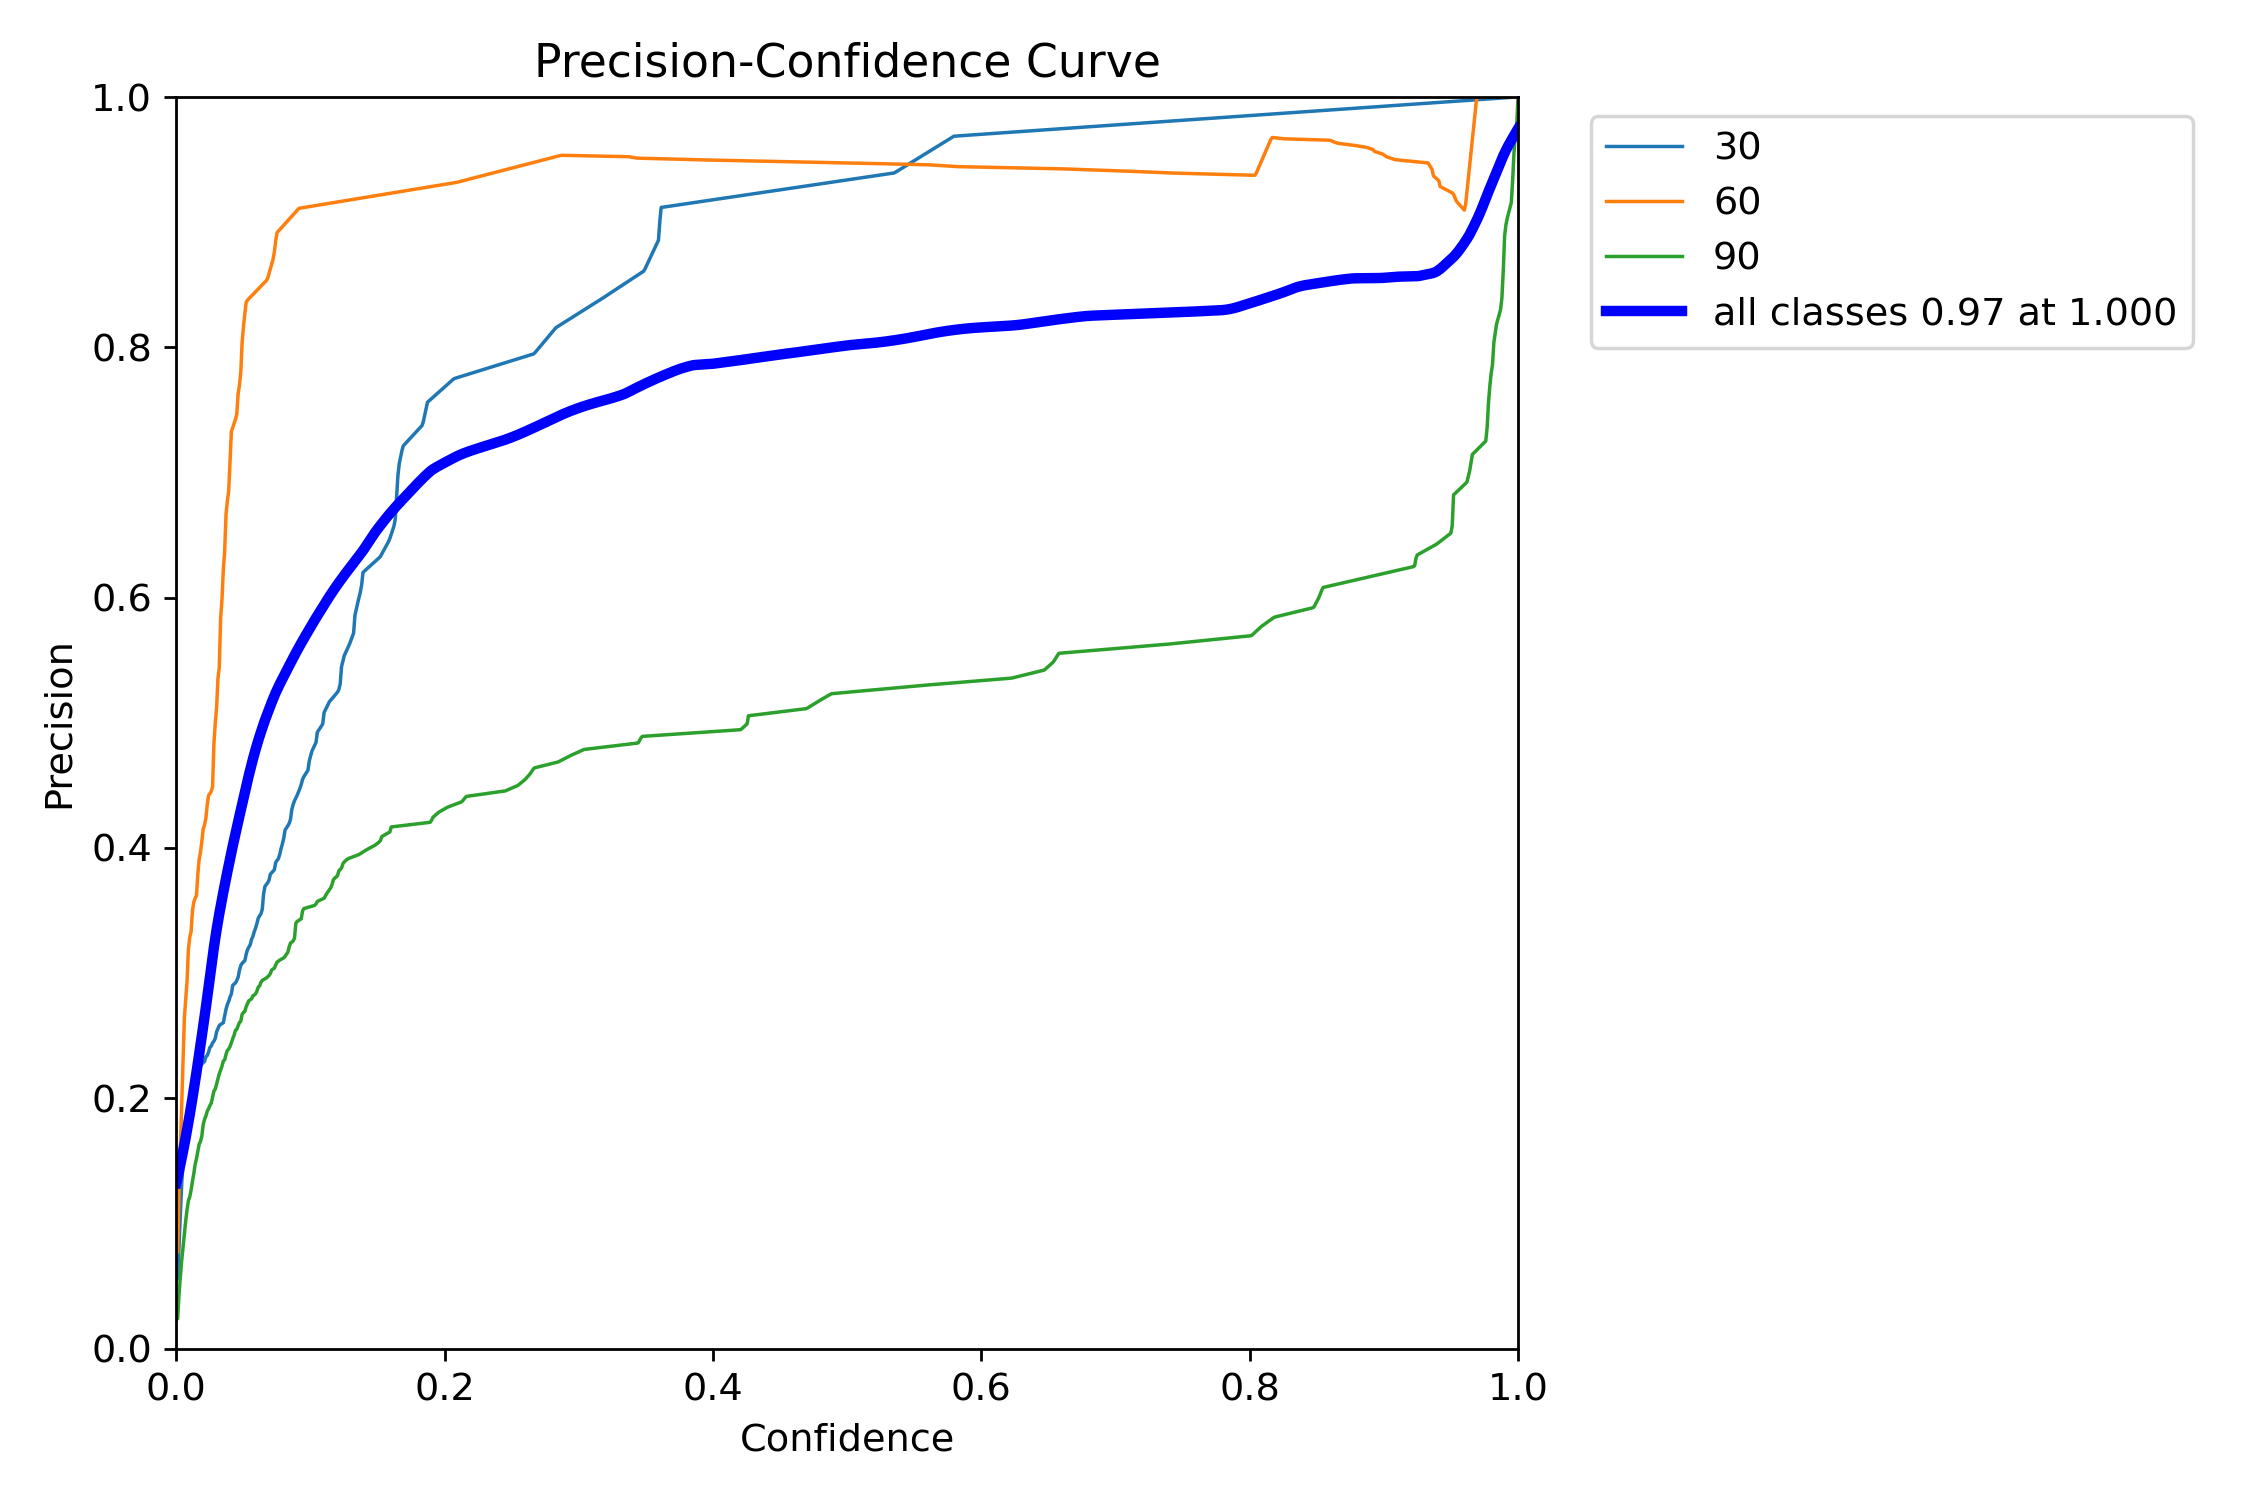 Precision-Confidence Curve
1.0
0.8
0.6
0.4
0.2
0.0
Precision
0.0 0.2 0.4 0.6 0.8 1.0
Confidence
30
60
90
all classes 0.97 at 1.000